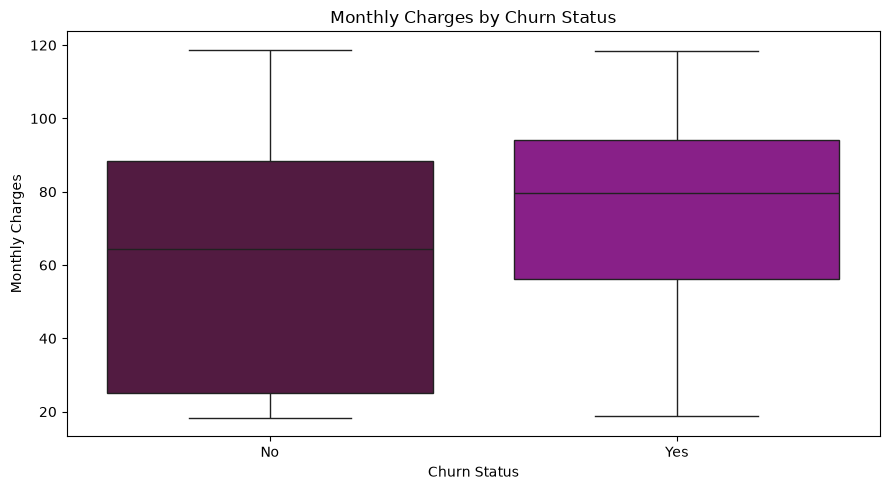 Monthly Charges by Churn Status
Monthly Charges
120
100
80
60
40
20
No
Yes
Churn Status